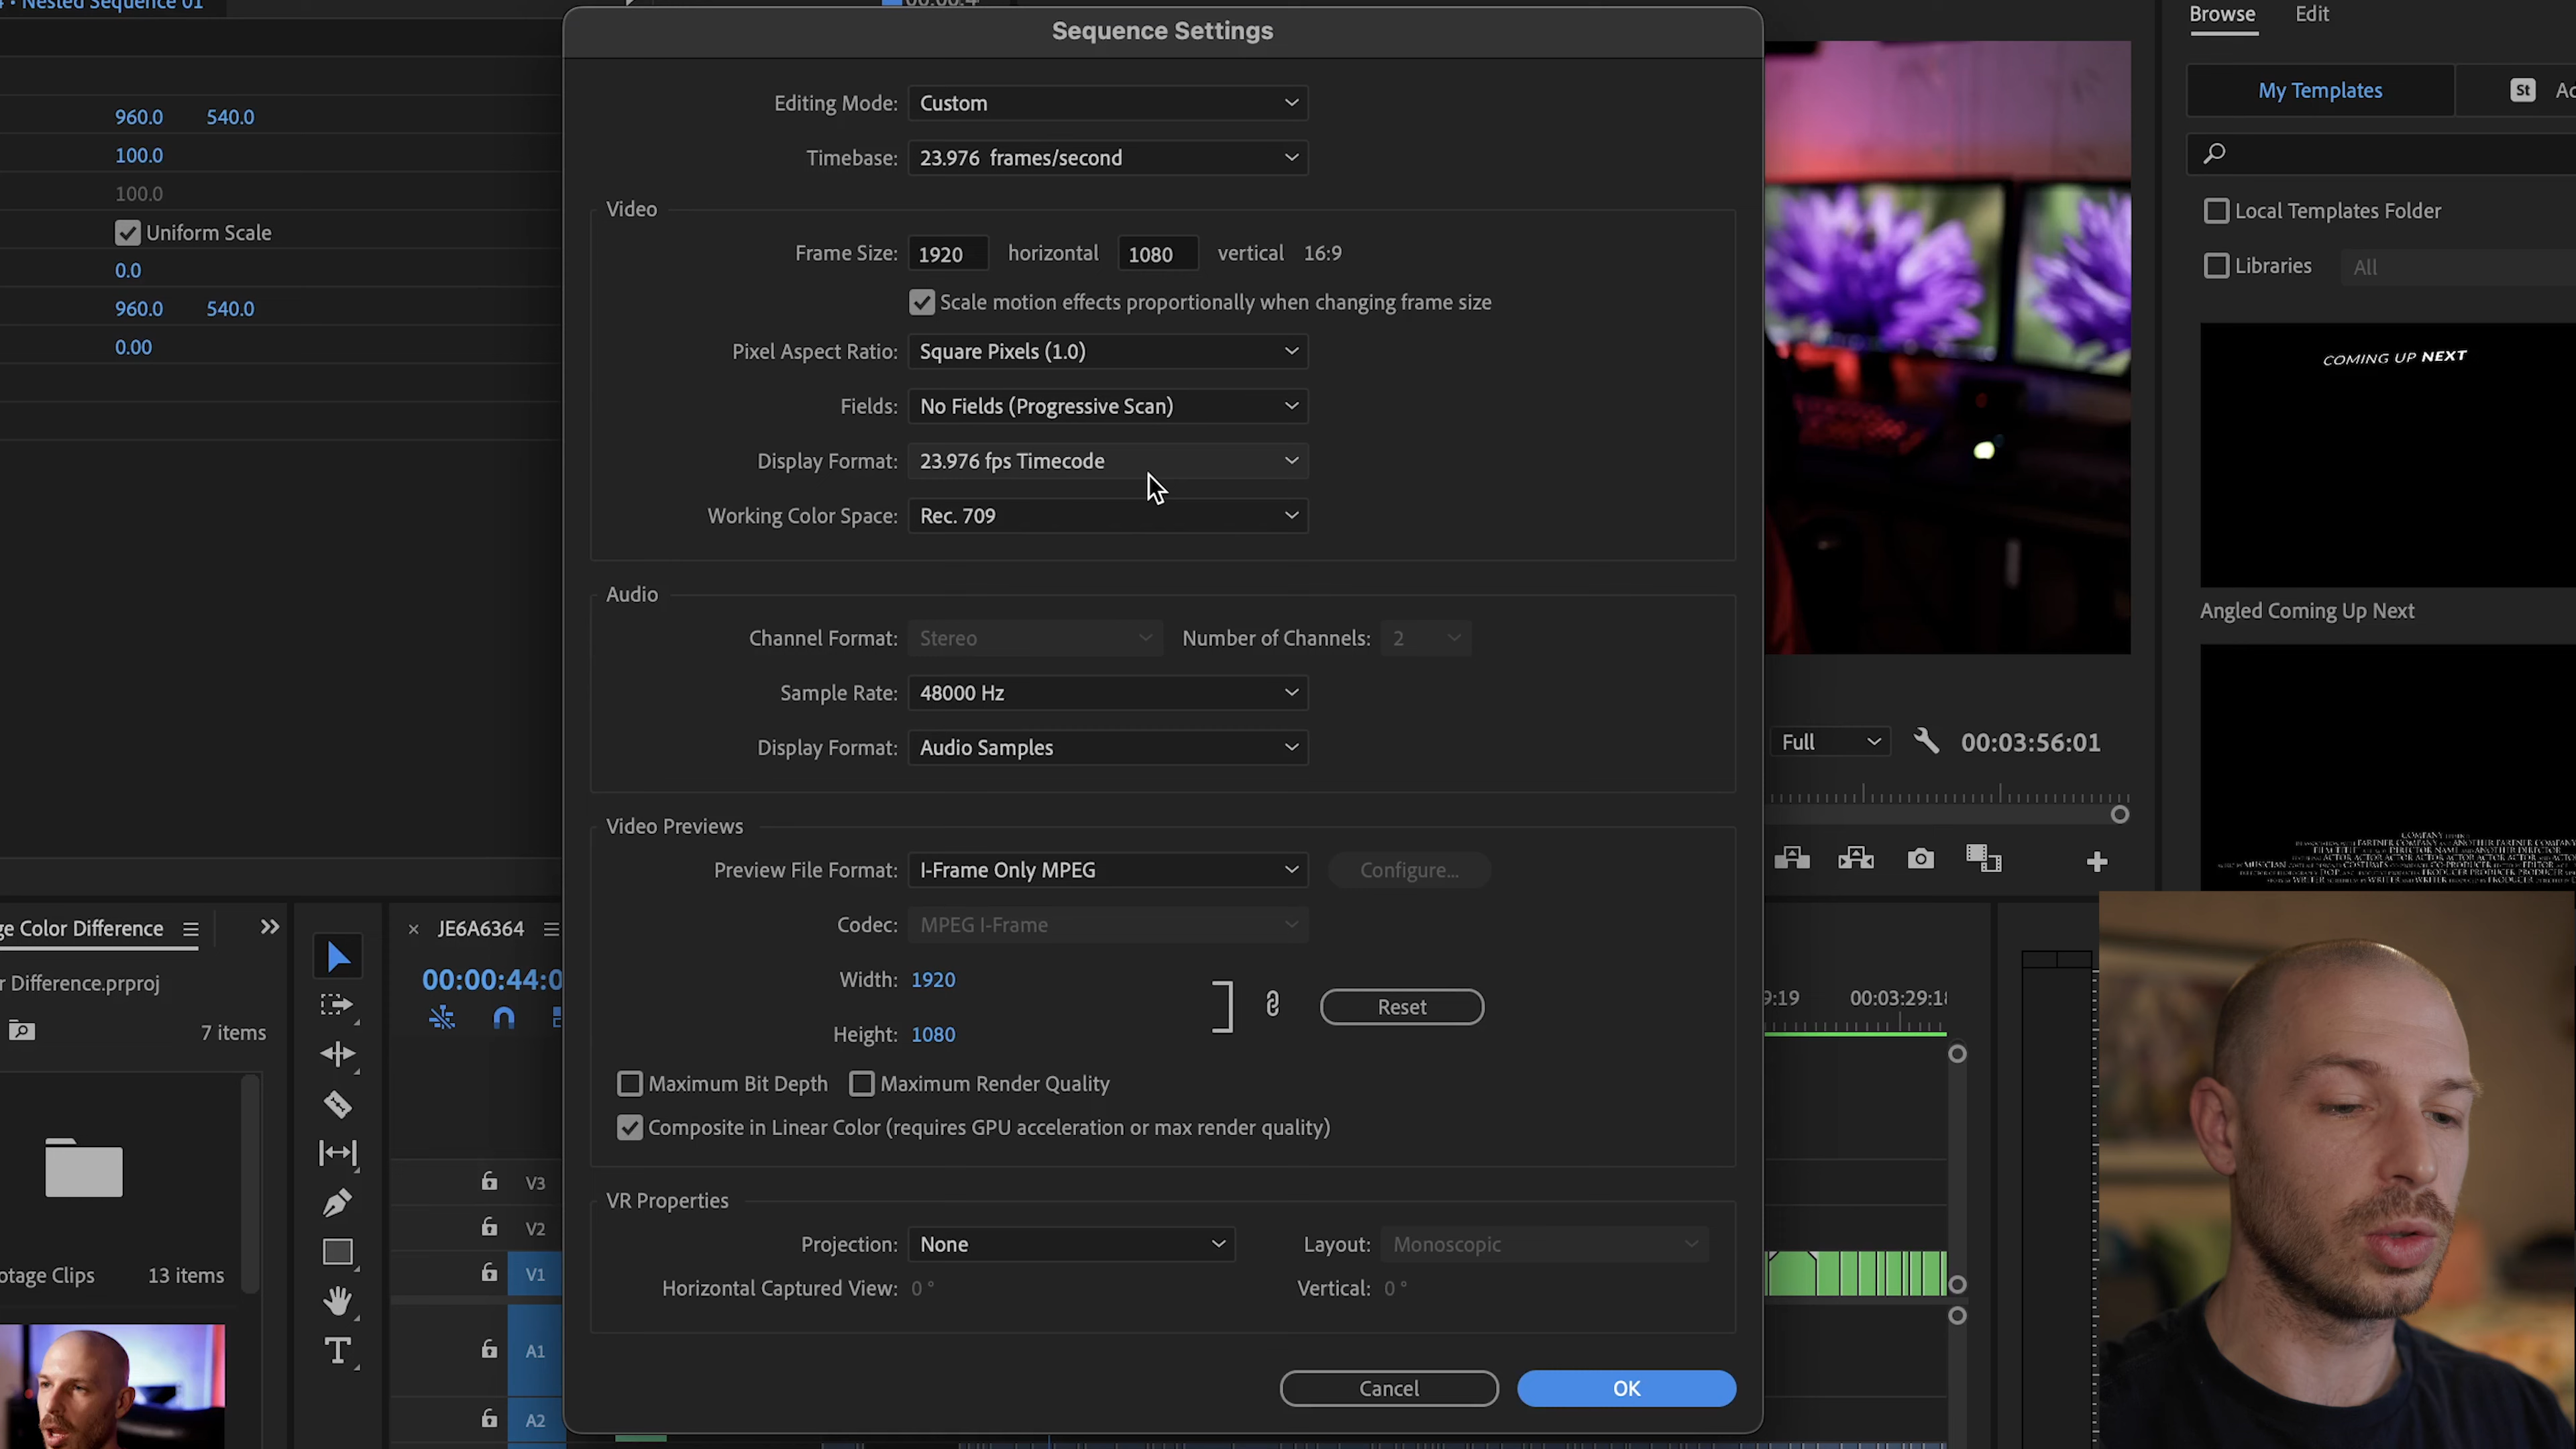 Nested Sequence 01
Sequence Settings
Browse Edit
Editing Mode: Custom
My Templates St
960.0 540.0
100.0
Timebase: 23.976 frames/second
100.0
Video
Local Templates Folder
Uniform Scale
Frame Size: 1920 horizontal 1080 vertical 16:9
Libraries All
0.0
960.0 540.0
Scale motion effects proportionally when changing frame size
0.00
Pixel Aspect Ratio: Square Pixels (1.0)
COMING UP NEXT
Fields: No Fields (Progressive Scan)
Display Format: 23.976 fps Timecode
Working Color Space: Rec. 709
Audio
Angled Coming Up Next
Channel Format: Stereo Number of Channels: 2
Sample Rate: 48000 Hz
Display Format: Audio Samples
Full 00:03:56:01
Video Previews
Preview File Format: I-Frame Only MPEG Configure...
Codec: MPEG I-Frame
Color Difference JE6A6364
Difference.prproj 00:00:44:0
Width: 1920
Reset
9:19 00:03:29:18
7 items
Height: 1080
Maximum Bit Depth Maximum Render Quality
Composite in Linear Color (requires GPU acceleration or max render quality)
V3
VR Properties
V2
Projection: None Layout: Monoscopic
otage Clips 13 items
V1
Horizontal Captured View: 0 ° Vertical: 0 °
T
A1
Cancel OK
A2